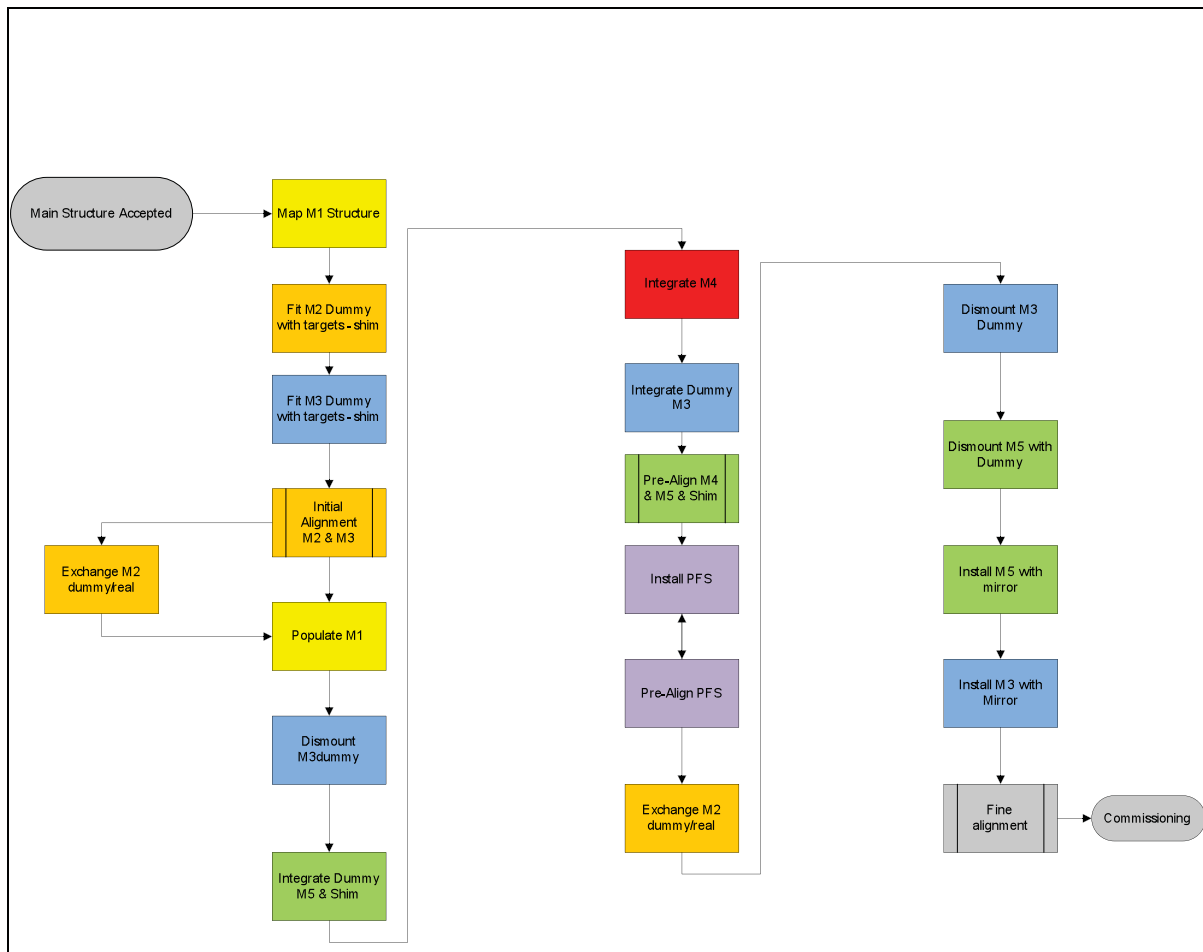 Main Structure Accepted
Map M1 Structure
Fit M2 Dummy
with targets - shim
Fit M3 Dummy
with targets - shim
Initial
Alignment
M2 & M3
Exchange M2
dummy/real
Populate M1
Dismount
M3dummy
Integrate Dummy
M5 & Shim
Integrate M4
Integrate Dummy
M3
Pre-Align M4
& M5 & Shim
Install PFS
Pre-Align PFS
Exchange M2
dummy/real
Dismount M3
Dummy
Dismount M5 with
Dummy
Install M5 with
mirror
Install M3 with
Mirror
Fine
alignment
Commissioning